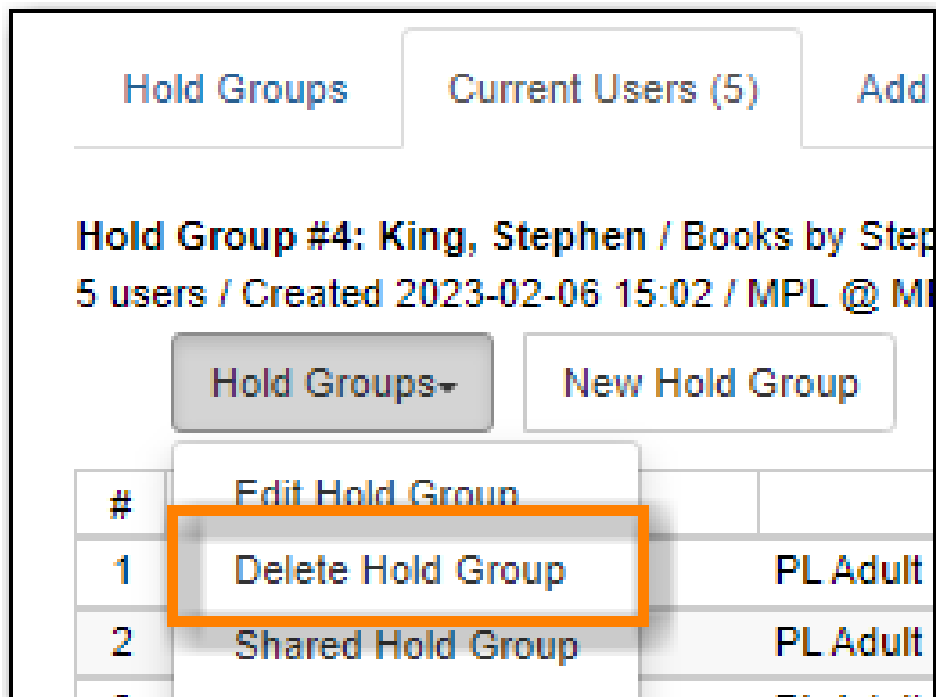 Hold Groups Current Users (5) Add
Hold Group #4: King, Stephen / Books by Step
5 users / Created 2023-02-06 15:02 / MPL @
Hold Groups New Hold Group
# Edit Hold Group
1 Delete Hold Group PL Adult
2 Shared Hold Group PL Adult